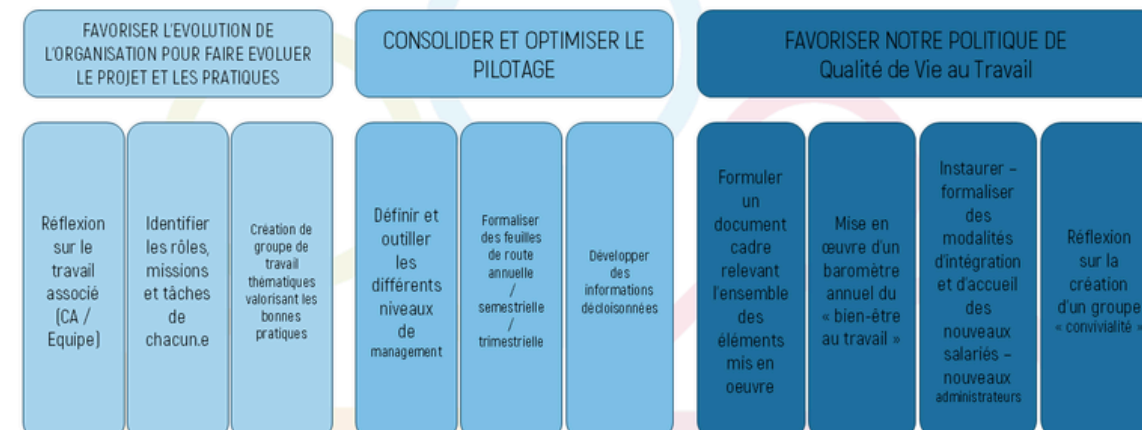 FAVORISER L'EVOLUTION DE
L'ORGANISATION POUR FAIRE EVOLUER
LE PROJET ET LES PRATIQUES
CONSOLIDER ET OPTIMISER LE
PILOTAGE
FAVORISER NOTRE POLITIQUE DE
Qualité de Vie au Travail
Réflexion
sur le
travail
associé
(CA /
Equipe)
Identifier
les rôles,
missions
et tâches
de
chacun.e
Création de
groupe de
travail
thématiques
valorisant les
bonnes
pratiques
Définir et
outiller
les
différents
niveaux
de
management
Formaliser
des feuilles
de route
annuelle
/
semestrielle
/
trimestrielle
Développer
des
informations
décloisonnées
Formuler
un
document
cadre
relevant
l'ensemble
des
éléments
mis en
oeuvre
Mise en
œuvre d'un
baromètre
annuel du
« bien-être
au travail »
Instaurer –
formaliser
des
modalités
d'intégration
et d'accueil
des
nouveaux
salariés –
nouveaux
administrateurs
Réflexion
sur la
création
d'un groupe
« convivialité »